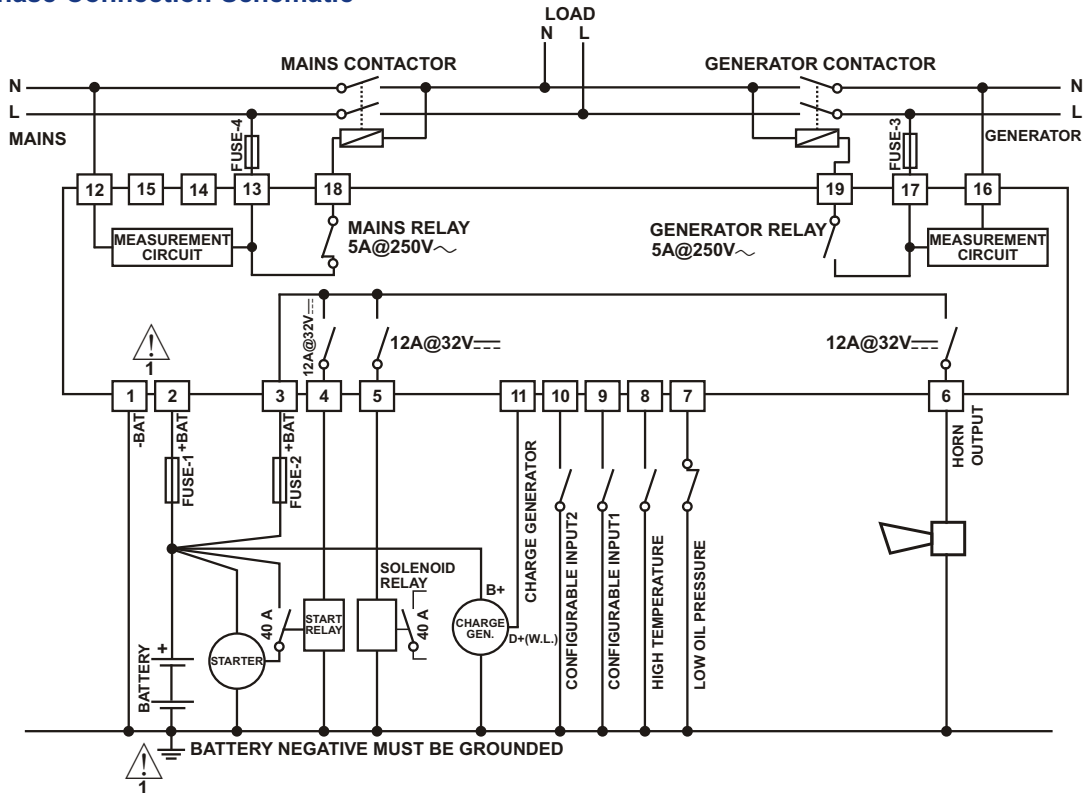 Phase Connection Schematic
LOAD
N L
MAINS CONTACTOR
GENERATOR CONTACTOR
N
L
MAINS
N
L
GENERATOR
FUSE-4
FUSE-3
12
15
14
13
18
19
17
16
MEASUREMENT
CIRCUIT
MAINS RELAY
5A@250V~
GENERATOR RELAY
5A@250V~
MEASUREMENT
CIRCUIT
12A@32V
12A@32V
12A@32V
1
1
2
3
4
5
11
10
9
8
7
6
-BAT
+BAT
FUSE-1
+BAT
FUSE-2
CHARGE GENERATOR
CONFIGURABLE INPUT2
CONFIGURABLE INPUT1
HIGH TEMPERATURE
LOW OIL PRESSURE
HORN
OUTPUT
BATTERY
+
STARTER
40 A
START
RELAY
SOLENOID
RELAY
40 A
B+
CHARGE
GEN.
D+(W.L.)
BATTERY NEGATIVE MUST BE GROUNDED
1